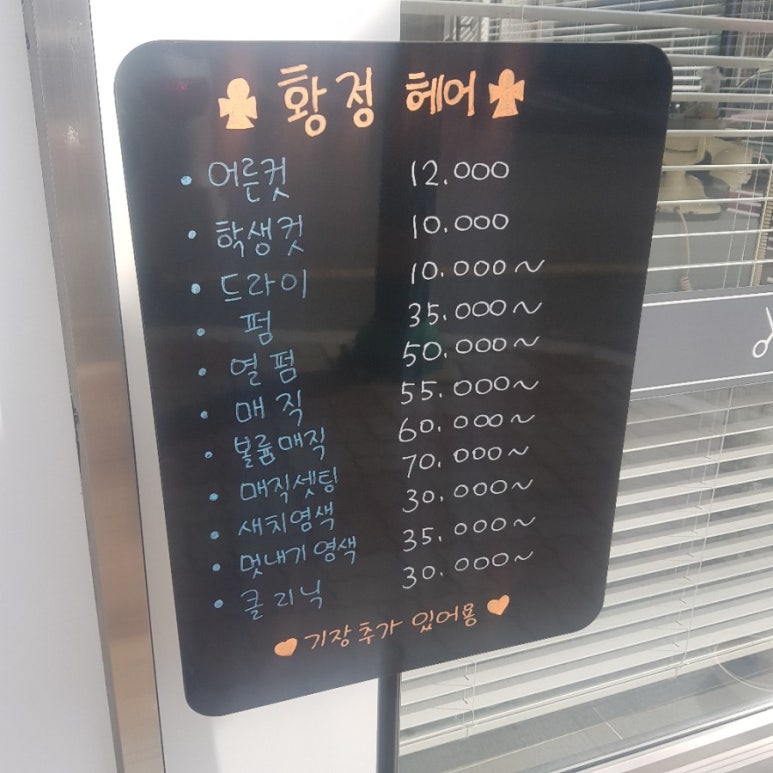 ♣ 황정 헤어 ♣
• 어른컷 12.000
• 학생컷 10.000
• 드라이 10.000~
• 펌 35.000~
• 열펌 50.000~
• 매직 55.000~
• 볼륨매직 60.000~
• 매직셋팅 70.000~
• 새치염색 30.000~
• 멋내기염색 35.000~
• 클리닉 30.000~
♥ 기장추가 있어용 ♥